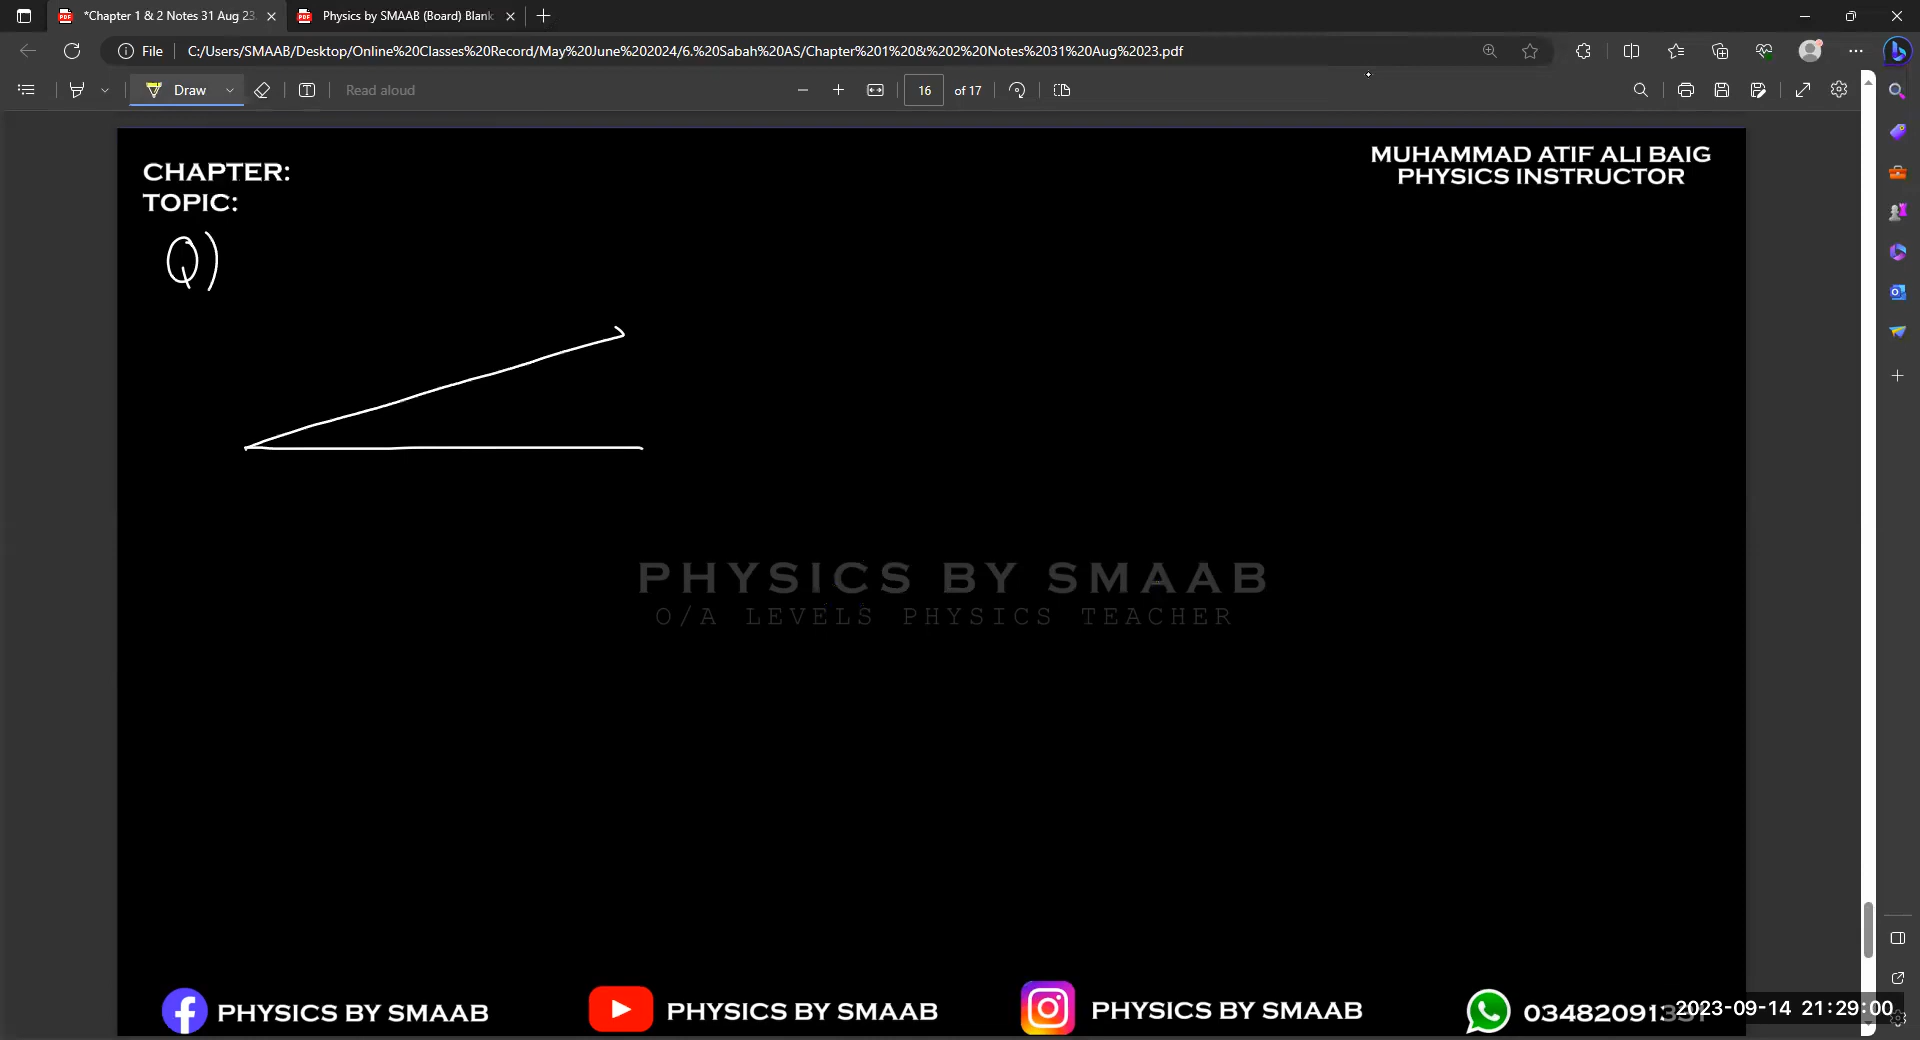 *Chapter 1 & 2 Notes 31 Aug 23.
Physics by SMAAB (Board) Blank
File
C:/Users/SMAAB/Desktop/Online%20Classes%20Record/May%20June%202024/6.%20Sabah%20AS/Chapter%201%20&%202%20Notes%2031%20Aug%2023.pdf
Draw
Read aloud
16 of 17
CHAPTER:
TOPIC:
MUHAMMAD ATIF ALI BAIG
PHYSICS INSTRUCTOR
Q)
PHYSICS BY SMAAB
O/A LEVELS PHYSICS TEACHER
PHYSICS BY SMAAB
PHYSICS BY SMAAB
PHYSICS BY SMAAB
2023-09-14 21:29:00